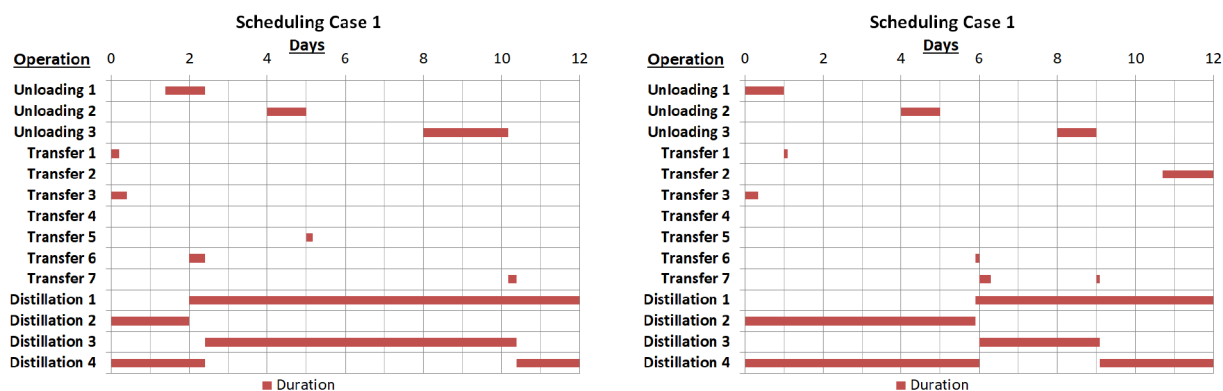 Scheduling Case 1
Days
Operation 0 2 4 6 8 10 12
Unloading 1
Unloading 2
Unloading 3
Transfer 1
Transfer 2
Transfer 3
Transfer 4
Transfer 5
Transfer 6
Transfer 7
Distillation 1
Distillation 2
Distillation 3
Distillation 4
Duration
Scheduling Case 1
Days
Operation 0 2 4 6 8 10 12
Unloading 1
Unloading 2
Unloading 3
Transfer 1
Transfer 2
Transfer 3
Transfer 4
Transfer 5
Transfer 6
Transfer 7
Distillation 1
Distillation 2
Distillation 3
Distillation 4
Duration